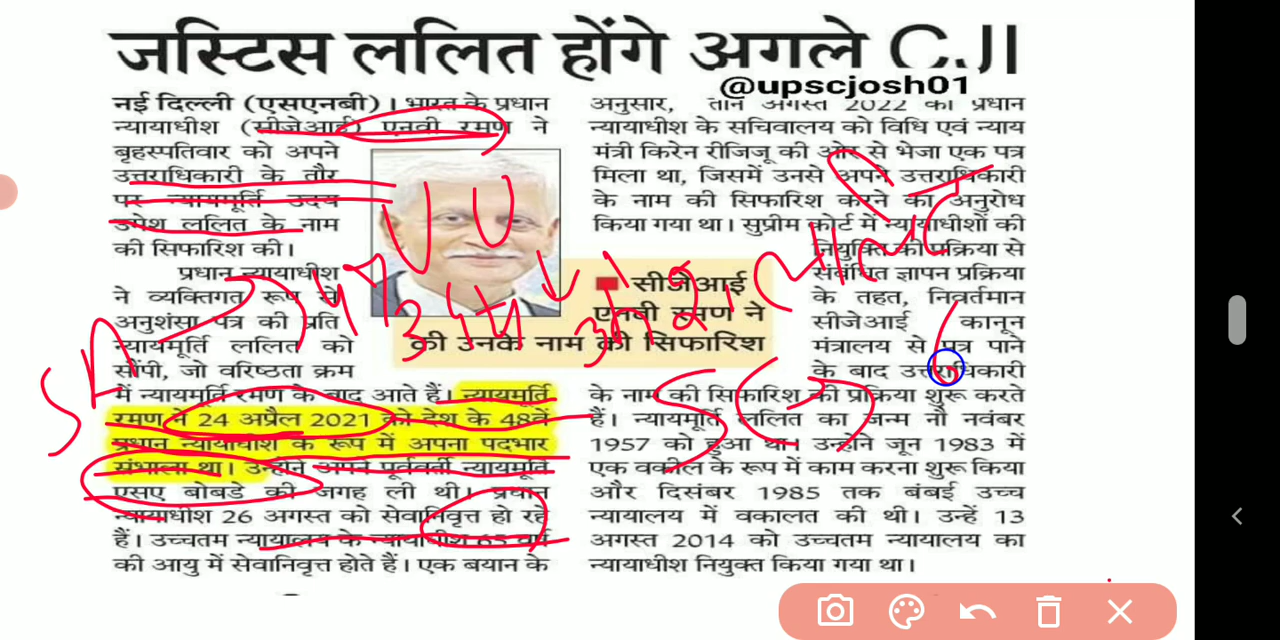 जस्टिस ललित होंगे अगले CJI
@upscjosh01
नई दिल्ली (एसएनबी)। भारत के प्रधान
न्यायाधीश (सीजेआई) एनवी रमण ने
बृहस्पतिवार को अपने
उत्तराधिकारी के तौर
पर न्यायमूर्ति उदय
उमेश ललित के नाम
की सिफारिश की।
प्रधान न्यायाधीश
ने व्यक्तिगत रूप से
अनुशंसा पत्र की प्रति
न्यायमूर्ति ललित को
सौंपी, जो वरिष्ठता क्रम
में न्यायमूर्ति रमण के बाद आते हैं। न्यायमूर्ति
रमण ने 24 अप्रैल 2021 को देश के 48वें
प्रधान न्यायाधीश के रूप में अपना पदभार
संभाला था। उन्होंने अपने पूर्ववर्ती न्यायमूर्ति
एसए बोबडे की जगह ली थी। प्रधान
न्यायाधीश 26 अगस्त को सेवानिवृत्त हो रहे
हैं। उच्चतम न्यायालय के न्यायाधीश 65 वर्ष
की आयु में सेवानिवृत्त होते हैं। एक बयान के
■ सीजेआई
एनवी रमण ने
की उनके नाम की सिफारिश
अनुसार, तीन अगस्त 2022 को प्रधान
न्यायाधीश के सचिवालय को विधि एवं न्याय
मंत्री किरेन रीजिजू की ओर से भेजा एक पत्र
मिला था, जिसमें उनसे अपने उत्तराधिकारी
के नाम की सिफारिश करने का अनुरोध
किया गया था। सुप्रीम कोर्ट में न्यायाधीशों की
नियुक्ति की प्रक्रिया से
संबंधित ज्ञापन प्रक्रिया
के तहत, निवर्तमान
सीजेआई कानून
मंत्रालय से पत्र पाने
के बाद उत्तराधिकारी
के नाम की सिफारिश की प्रक्रिया शुरू करते
हैं। न्यायमूर्ति ललित का जन्म नौ नवंबर
1957 को हुआ था। उन्होंने जून 1983 में
एक वकील के रूप में काम करना शुरू किया
और दिसंबर 1985 तक बंबई उच्च
न्यायालय में वकालत की थी। उन्हें 13
अगस्त 2014 को उच्चतम न्यायालय का
न्यायाधीश नियुक्त किया गया था।